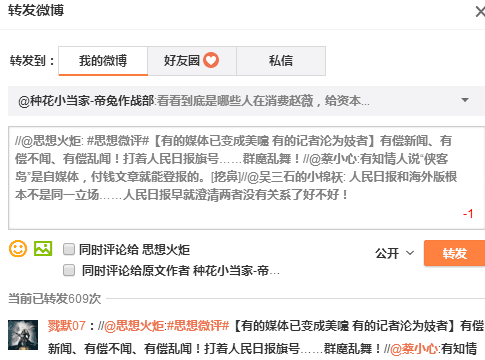 转发微博
转发到： 我的微博 好友圈 私信
@种花小当家-帝兔作战部:看看到底是哪些人在消费赵薇，给资本...
//@思想火炬: #思想微评#【有的媒体已变成美喉 有的记者沦为妓者】有偿新闻、有
偿不闻、有偿乱闻！打着人民日报旗号……群魔乱舞！//@蔡小心:有知情人说“侠客
岛”是自媒体，付钱文章就能登报的。[挖鼻]//@吴三石的小棉袄: 人民日报和海外版根
本不是同一立场……人民日报早就澄清两者没有关系了好不好！
-1
同时评论给 思想火炬
公开 转发
同时评论给原文作者 种花小当家-帝...
当前已转发609次
戮默07：//@思想火炬:#思想微评#【有的媒体已变成美喉 有的记者沦为妓者】有偿
新闻、有偿不闻、有偿乱闻！打着人民日报旗号……群魔乱舞！//@蔡小心:有知情